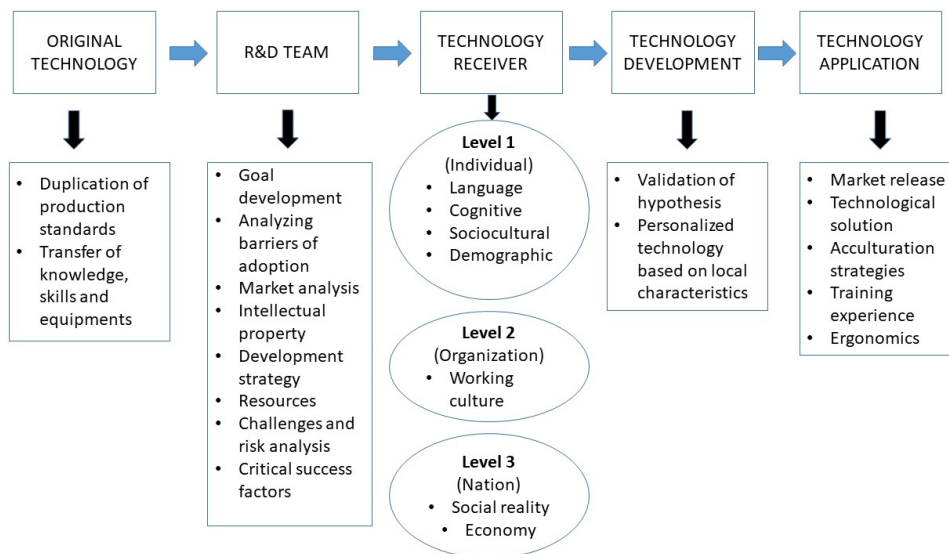 ORIGINAL
TECHNOLOGY
R&D TEAM
TECHNOLOGY
RECEIVER
TECHNOLOGY
DEVELOPMENT
TECHNOLOGY
APPLICATION
• Duplication of
production
standards
• Transfer of
knowledge,
skills and
equipments
• Goal
development
• Analyzing
barriers of
adoption
• Market analysis
• Intellectual
property
• Development
strategy
• Resources
• Challenges and
risk analysis
• Critical success
factors
Level 1
(Individual)
• Language
• Cognitive
• Sociocultural
• Demographic
Level 2
(Organization)
• Working
culture
Level 3
(Nation)
• Social reality
• Economy
• Validation of
hypothesis
• Personalized
technology
based on local
characteristics
• Market release
• Technological
solution
• Acculturation
strategies
• Training
experience
• Ergonomics